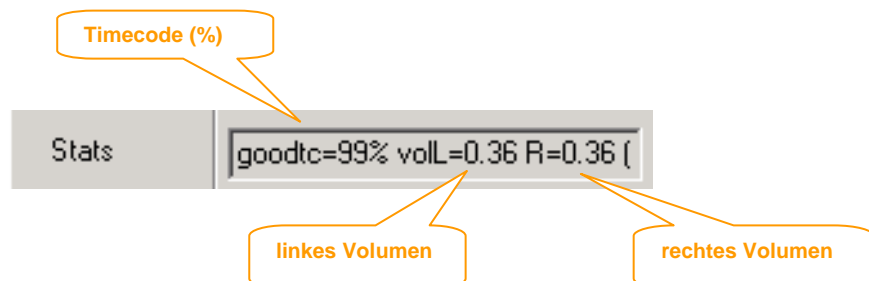 Timecode (%)
Stats
goodtc=99% volL=0.36 R=0.36 (
linkes Volumen
rechtes Volumen